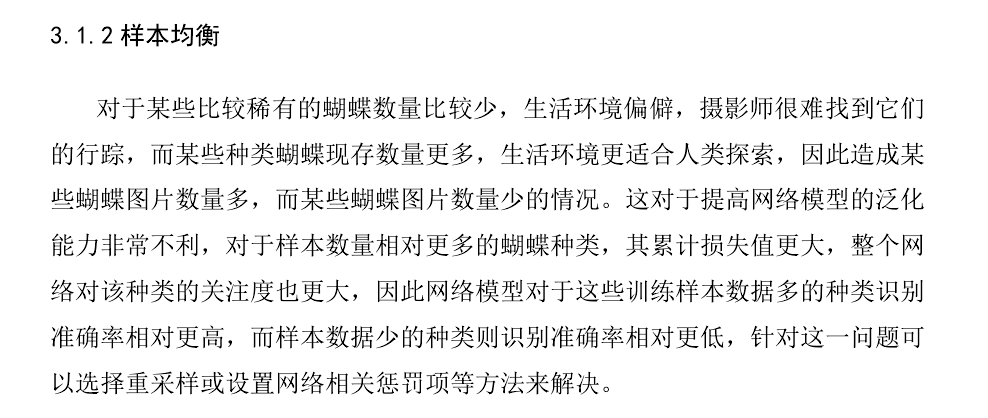 3.1.2 样本均衡
对于某些比较稀有的蝴蝶数量比较少，生活环境偏僻，摄影师很难找到它们
的行踪，而某些种类蝴蝶现存数量更多，生活环境更适合人类探索，因此造成某
些蝴蝶图片数量多，而某些蝴蝶图片数量少的情况。这对于提高网络模型的泛化
能力非常不利，对于样本数量相对更多的蝴蝶种类，其累计损失值更大，整个网
络对该种类的关注度也更大，因此网络模型对于这些训练样本数据多的种类识别
准确率相对更高，而样本数据少的种类则识别准确率相对更低，针对这一问题可
以选择重采样或设置网络相关惩罚项等方法来解决。